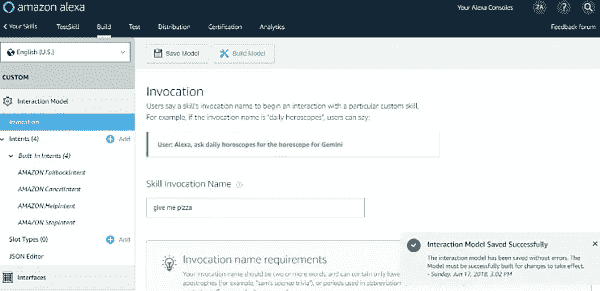 amazon alexa
Your Alexa Consoles
ZA
?
Your Skills
TestSkill
Build
Test
Distribution
Certification
Analytics
Feedback forum
English (U.S.)
Save Model
Build Model
CUSTOM
Interaction Model
Invocation
Intents (4)
Add
Built-In Intents (4)
AMAZON.FallbackIntent
AMAZON.CancelIntent
AMAZON.HelpIntent
AMAZON.StopIntent
Slot Types (0)
Add
JSON Editor
Interfaces
Invocation
Users say a skill's invocation name to begin an interaction with a particular custom skill.
For example, if the invocation name is "daily horoscopes", users can say:
User: Alexa, ask daily horoscopes for the horoscope for Gemini
Skill Invocation Name
give me pizza
Invocation name requirements
Your invocation name should be two or more words, and can contain only
apostrophes (for example, "sam's science trivia"), or periods used in abbreviation
Interaction Model Saved Successfully
The interaction model has been saved without errors. The
Model must be successfully built for changes to take effect.
- Sunday, Jun 17, 2018, 3:02 PM